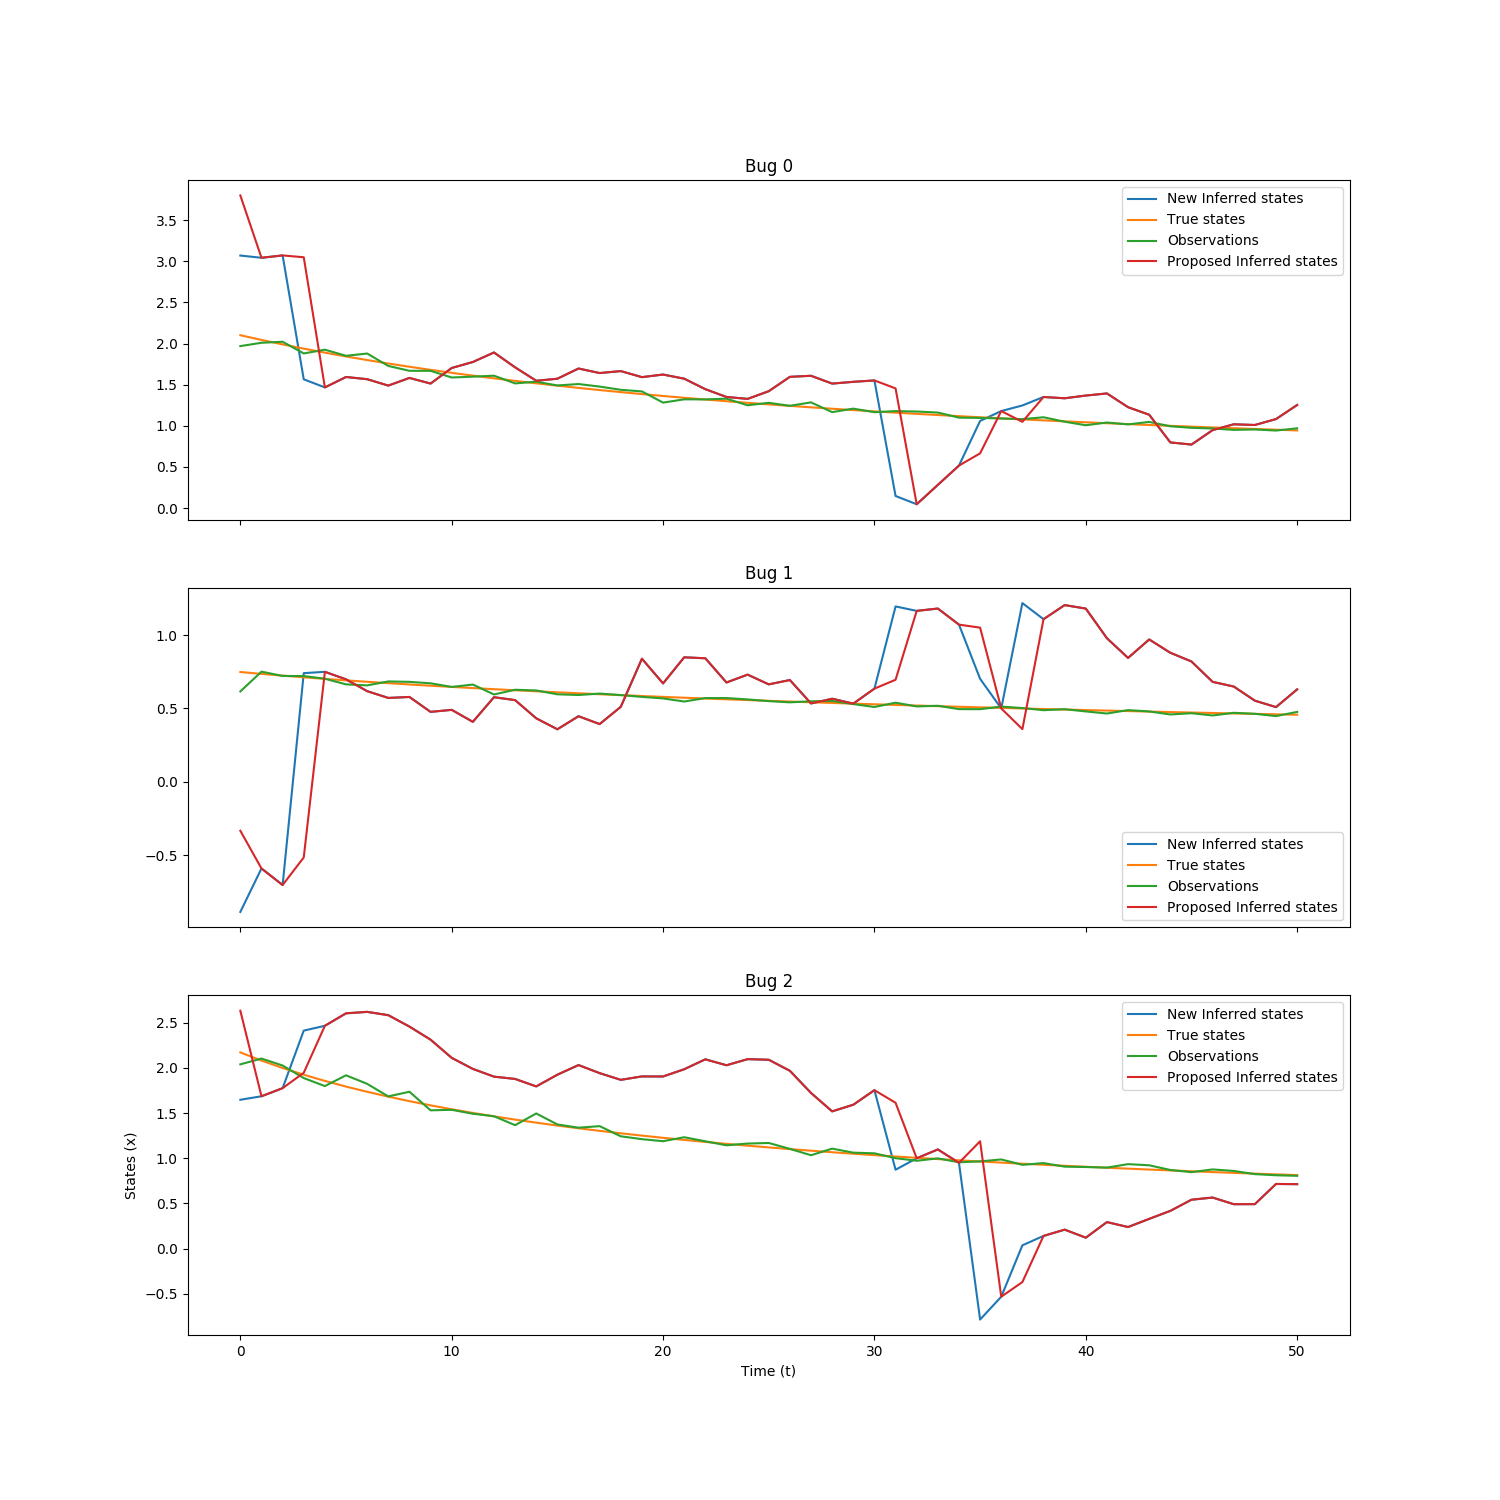 Bug 0
New Inferred states
True states
Observations
Proposed Inferred states
3.5
3.0
2.5
2.0
1.5
1.0
0.5
0.0
Bug 1
1.0
0.5
0.0
−0.5
New Inferred states
True states
Observations
Proposed Inferred states
Bug 2
New Inferred states
True states
Observations
Proposed Inferred states
2.5
2.0
1.5
1.0
0.5
0.0
−0.5
States (x)
0 10 20 30 40 50
Time (t)